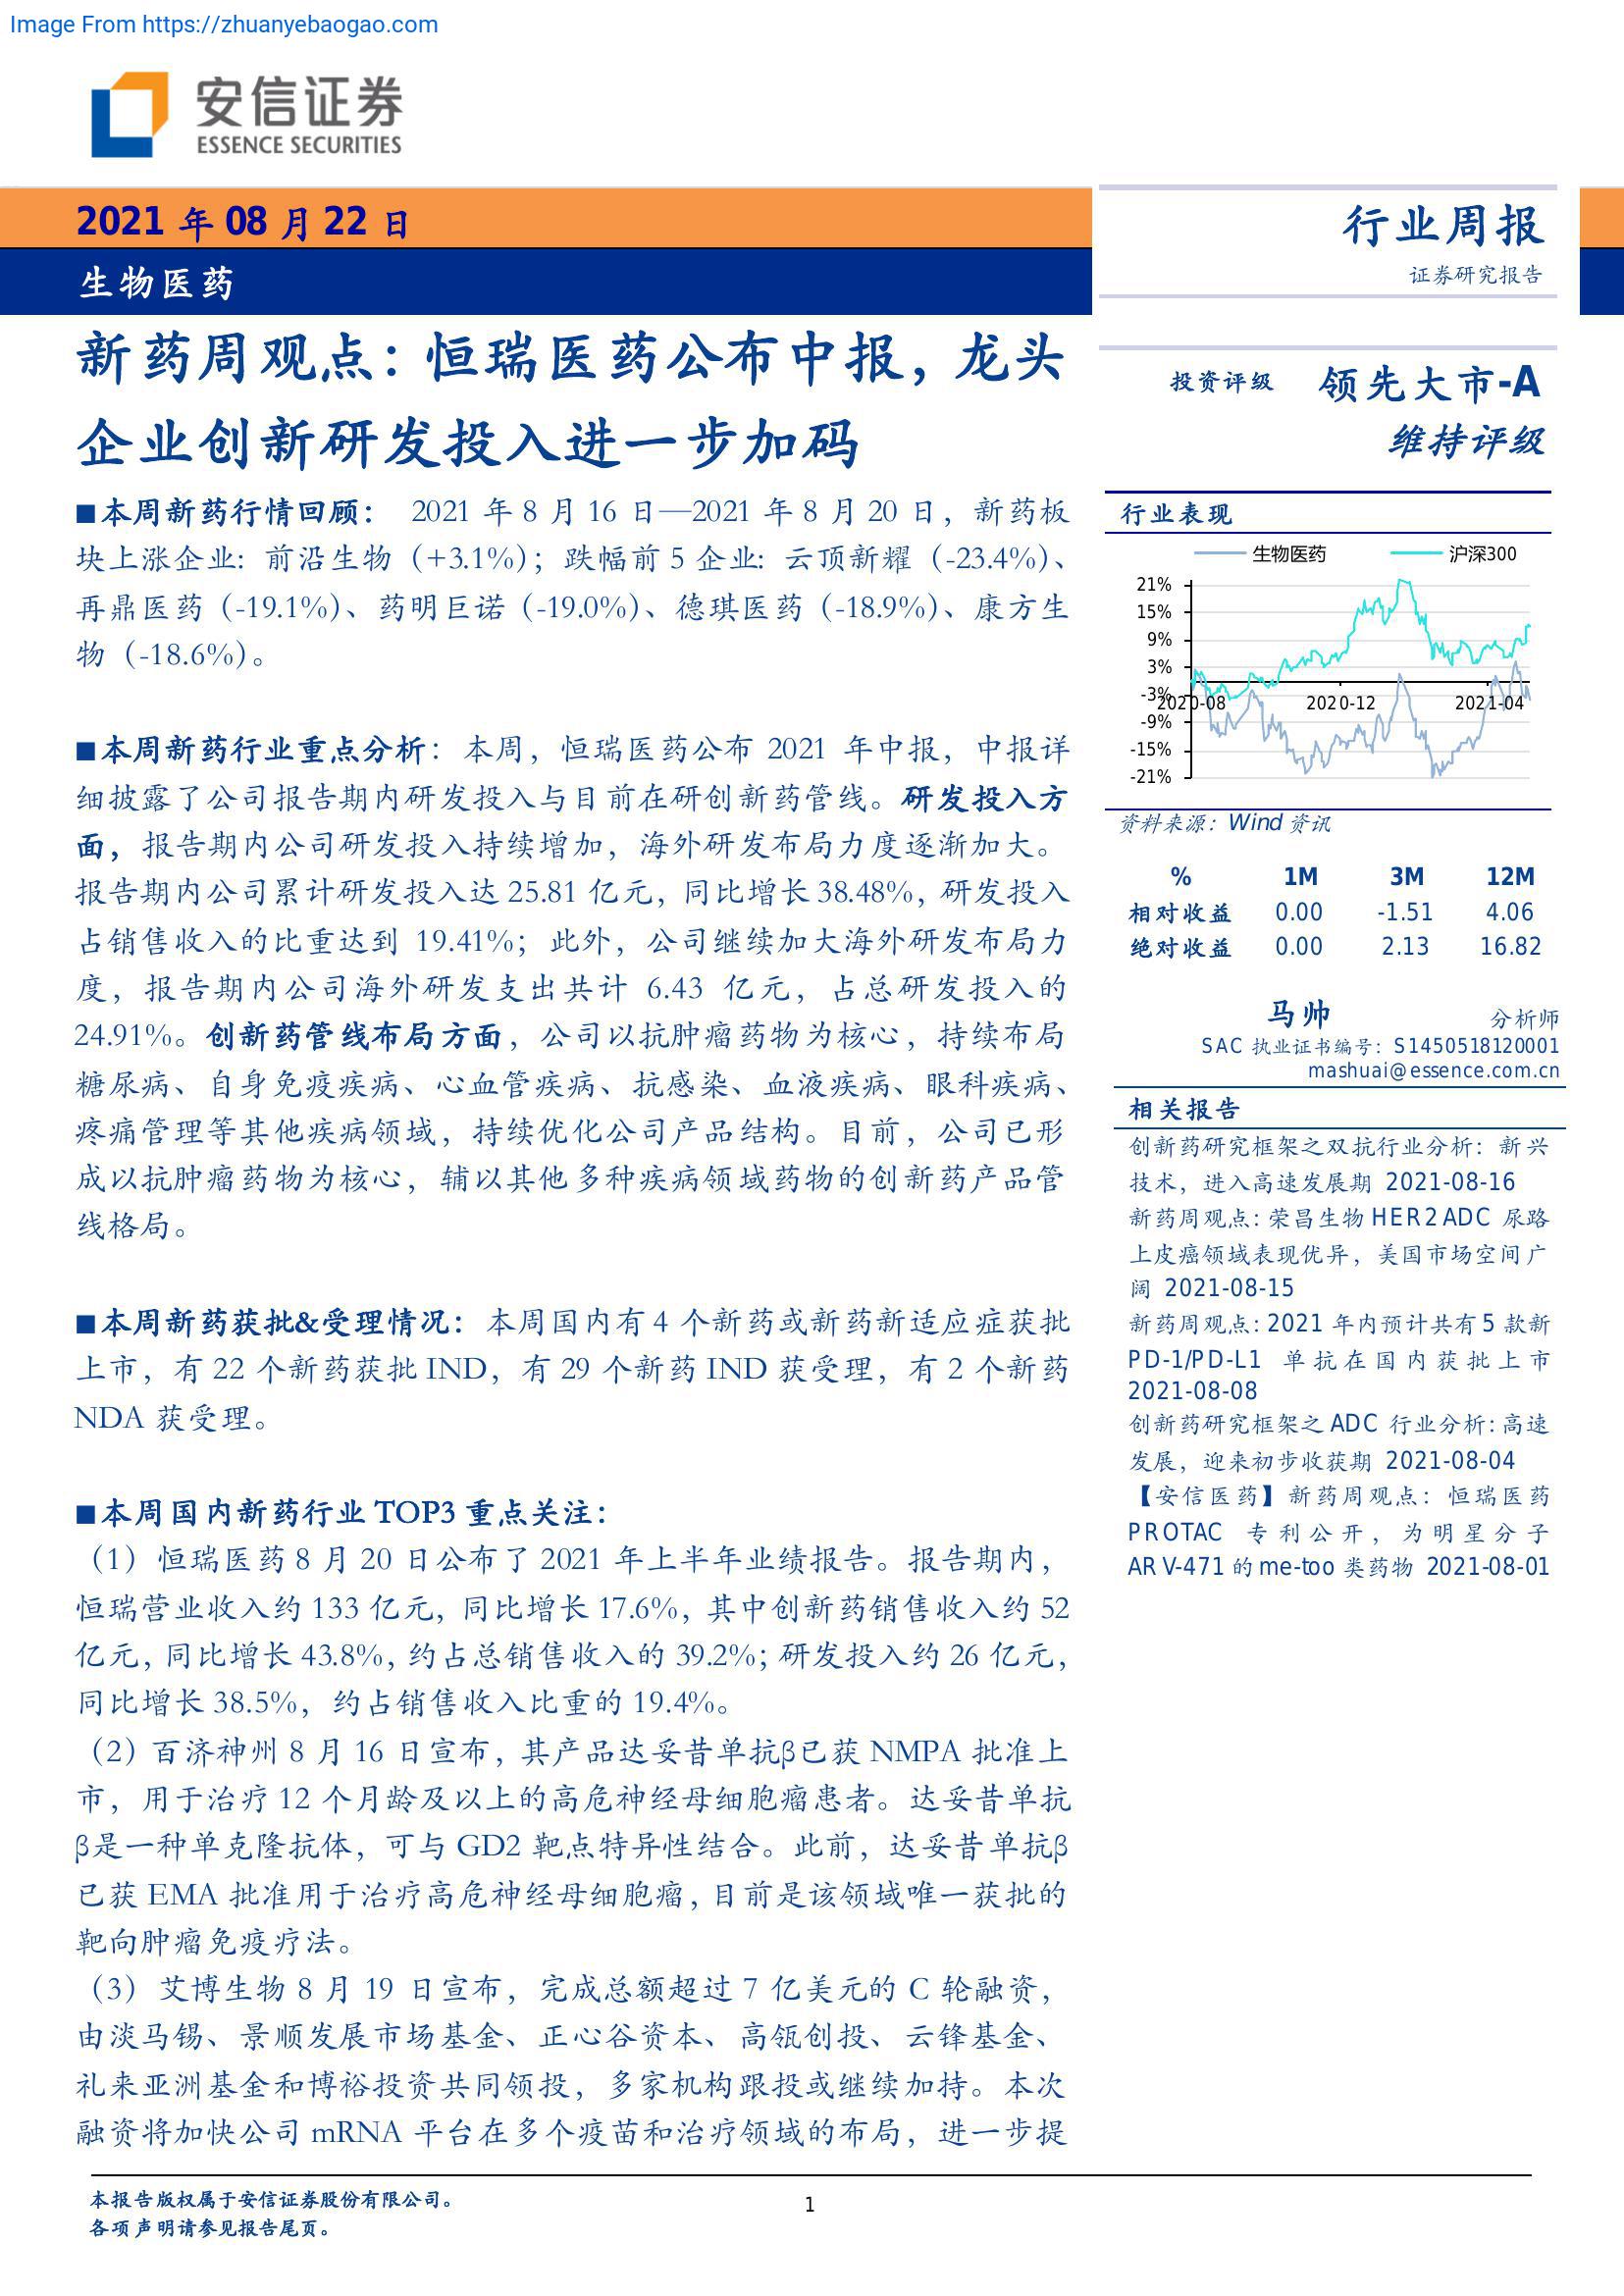 Image From https://zhuanyebaogao.com
安信证券
ESSENCE SECURITIES
2021 年 08 月 22 日
生物医药
行业周报
证券研究报告
新药周观点：恒瑞医药公布中报，龙头
企业创新研发投入进一步加码
■本周新药行情回顾： 2021 年 8 月 16 日—2021 年 8 月 20 日，新药板
块上涨企业：前沿生物（+3.1%）；跌幅前 5 企业：云顶新耀（-23.4%）、
再鼎医药（-19.1%）、药明巨诺（-19.0%）、德琪医药（-18.9%）、康方生
物（-18.6%）。
■本周新药行业重点分析：本周，恒瑞医药公布 2021 年中报，中报详
细披露了公司报告期内研发投入与目前在研创新药管线。研发投入方
面，报告期内公司研发投入持续增加，海外研发布局力度逐渐加大。
报告期内公司累计研发投入达 25.81 亿元，同比增长 38.48%，研发投入
占销售收入的比重达到 19.41%；此外，公司继续加大海外研发布局力
度，报告期内公司海外研发支出共计 6.43 亿元，占总研发投入的
24.91%。创新药管线布局方面，公司以抗肿瘤药物为核心，持续布局
糖尿病、自身免疫疾病、心血管疾病、抗感染、血液疾病、眼科疾病、
疼痛管理等其他疾病领域，持续优化公司产品结构。目前，公司已形
成以抗肿瘤药物为核心，辅以其他多种疾病领域药物的创新药产品管
线格局。
■本周新药获批&受理情况：本周国内有 4 个新药或新药新适应症获批
上市，有 22 个新药获批 IND，有 29 个新药 IND 获受理，有 2 个新药
NDA 获受理。
■本周国内新药行业 TOP3 重点关注：
（1）恒瑞医药 8 月 20 日公布了 2021 年上半年业绩报告。报告期内，
恒瑞营业收入约 133 亿元，同比增长 17.6%，其中创新药销售收入约 52
亿元，同比增长 43.8%，约占总销售收入的 39.2%；研发投入约 26 亿元，
同比增长 38.5%，约占销售收入比重的 19.4%。
（2）百济神州 8 月 16 日宣布，其产品达妥昔单抗β已获 NMPA 批准上
市，用于治疗 12 个月龄及以上的高危神经母细胞瘤患者。达妥昔单抗
β是一种单克隆抗体，可与 GD2 靶点特异性结合。此前，达妥昔单抗β
已获 EMA 批准用于治疗高危神经母细胞瘤，目前是该领域唯一获批的
靶向肿瘤免疫疗法。
（3）艾博生物 8 月 19 日宣布，完成总额超过 7 亿美元的 C 轮融资，
由淡马锡、景顺发展市场基金、正心谷资本、高瓴创投、云锋基金、
礼来亚洲基金和博裕投资共同领投，多家机构跟投或继续加持。本次
融资将加快公司 mRNA 平台在多个疫苗和治疗领域的布局，进一步提
投资评级 领先大市-A
维持评级
行业表现
生物医药 沪深300
21%
15%
9%
3%
-3%
2020-08 2020-12 2021-04
-9%
-15%
-21%
资料来源：Wind 资讯
% 1M 3M 12M
相对收益 0.00 -1.51 4.06
绝对收益 0.00 2.13 16.82
马帅 分析师
SAC 执业证书编号：S1450518120001
mashuai@essence.com.cn
相关报告
创新药研究框架之双抗行业分析：新兴
技术，进入高速发展期 2021-08-16
新药周观点：荣昌生物 HER2 ADC 尿路
上皮癌领域表现优异，美国市场空间广
阔 2021-08-15
新药周观点：2021 年内预计共有 5 款新
PD-1/PD-L1 单抗在国内获批上市
2021-08-08
创新药研究框架之 ADC 行业分析：高速
发展，迎来初步收获期 2021-08-04
【安信医药】新药周观点：恒瑞医药
PROTAC 专利公开，为明星分子
ARV-471 的 me-too 类药物 2021-08-01
本报告版权属于安信证券股份有限公司。
各项声明请参见报告尾页。
1